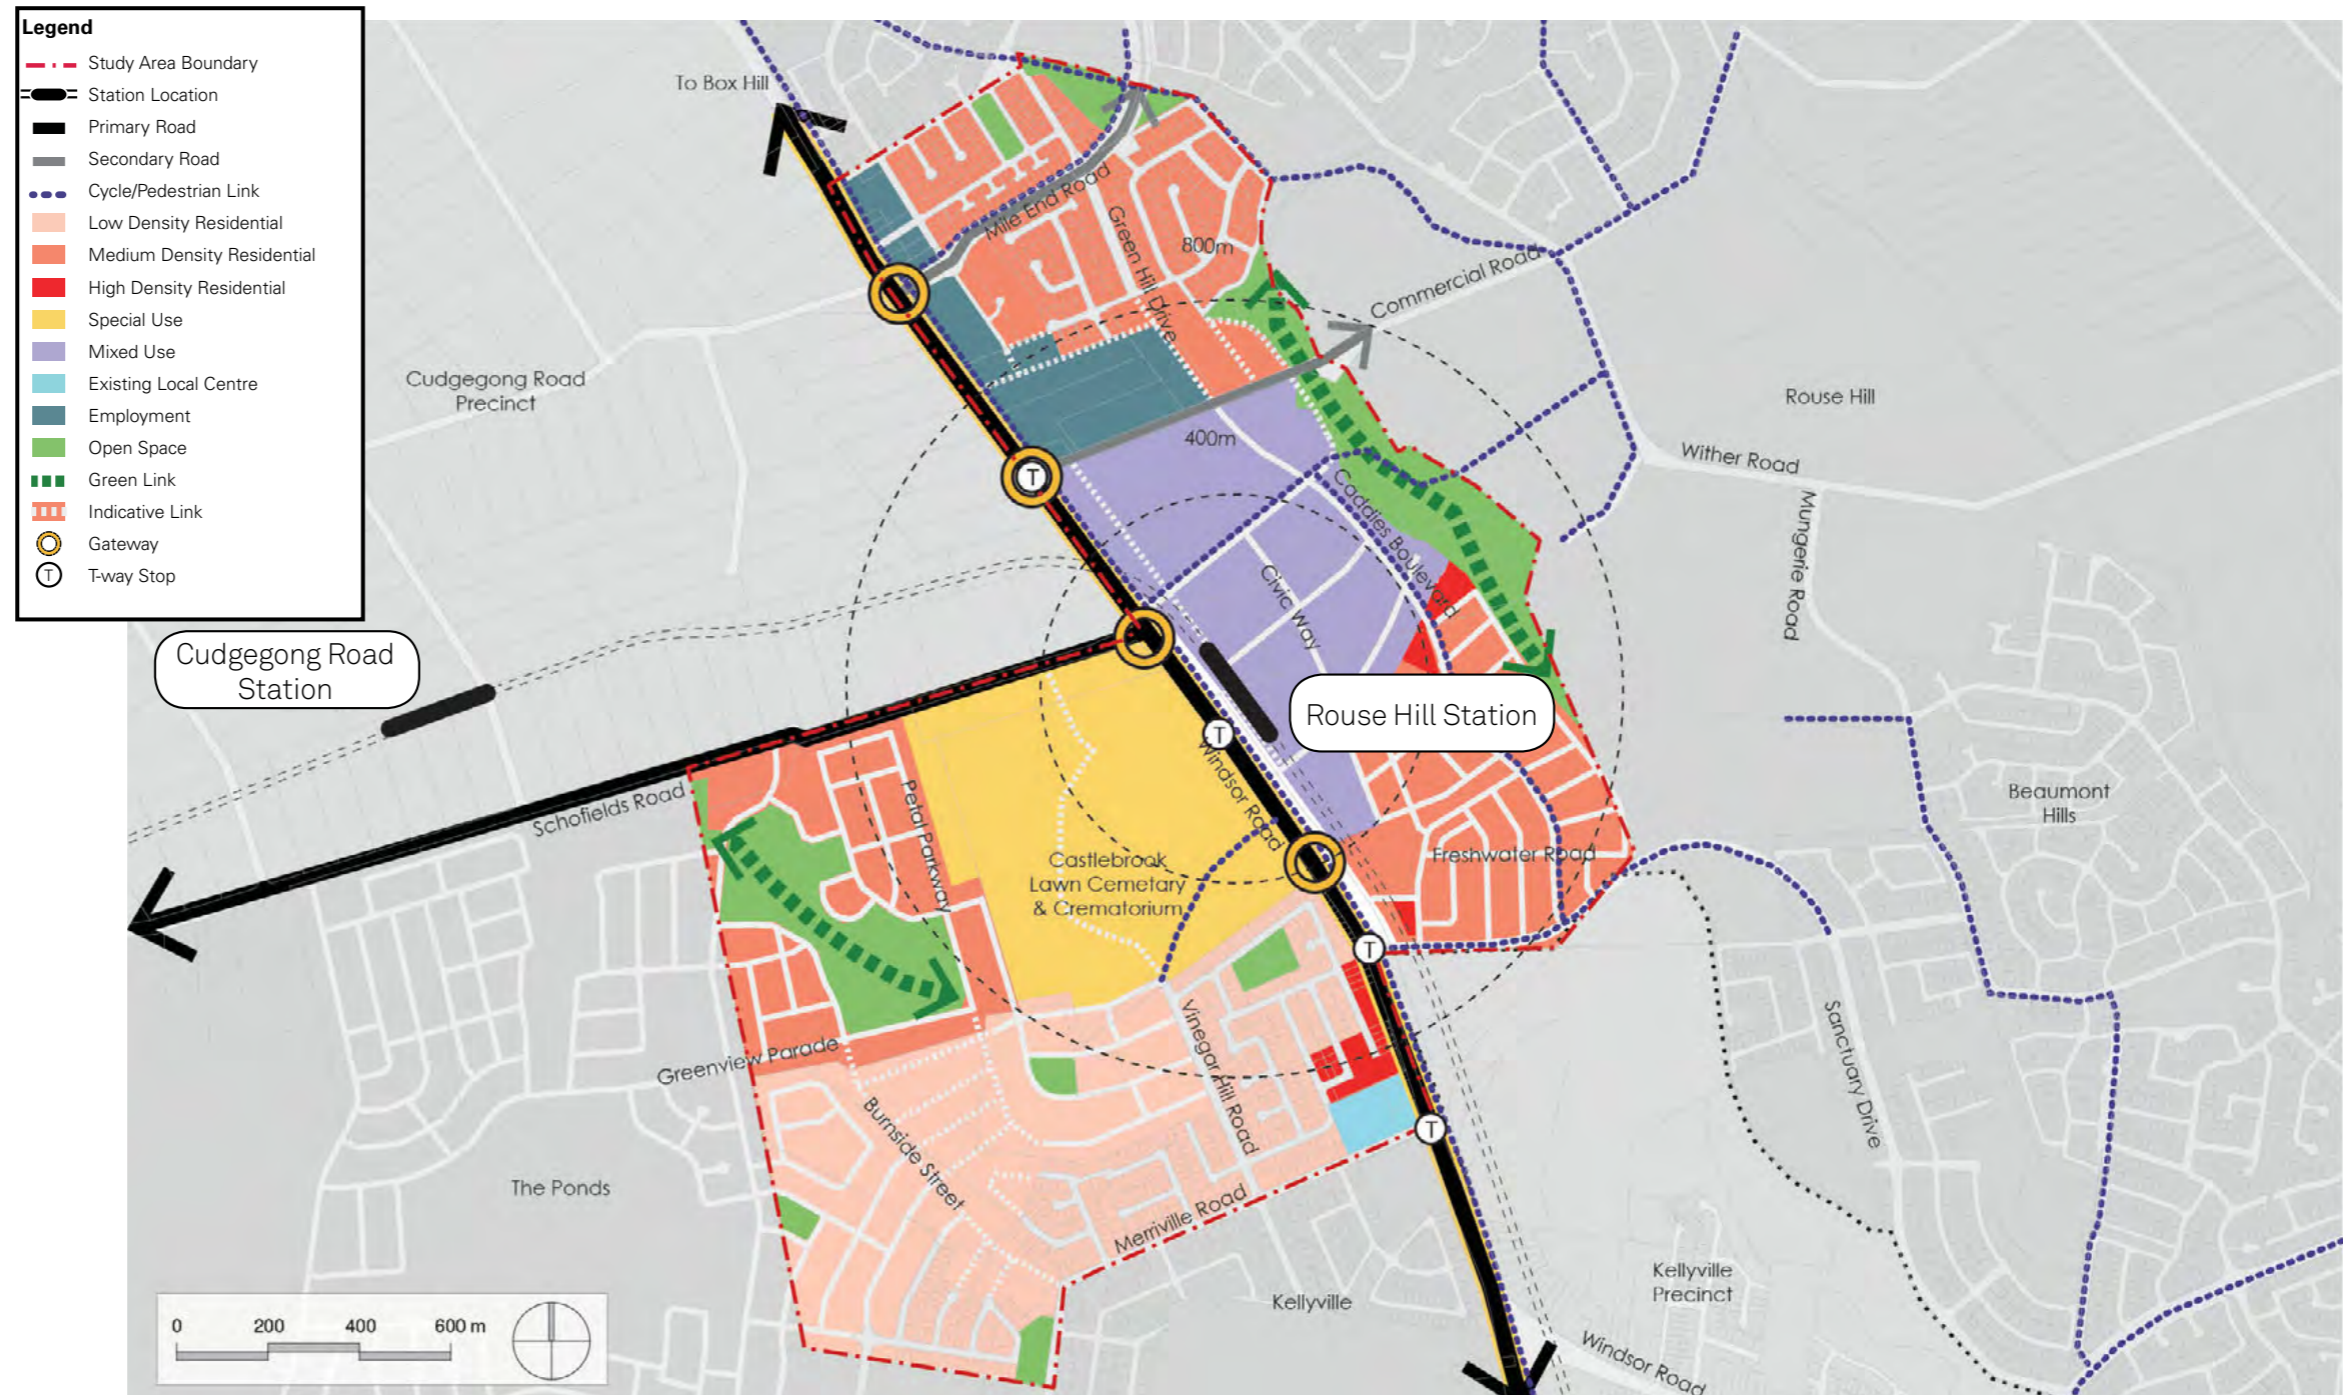 Legend
Study Area Boundary
Station Location
Primary Road
Secondary Road
Cycle/Pedestrian Link
Low Density Residential
Medium Density Residential
High Density Residential
Special Use
Mixed Use
Existing Local Centre
Employment
Open Space
Green Link
Indicative Link
Gateway
T
T-way Stop
To Box Hill
Mile End Road
Green Hill Drive
800m
Commercial Road
Cudgegong Road
Precinct
Rouse Hill
400m
T
Wither Road
Caddies Boulevard
Mungerie Road
Civic Way
Cudgegong Road
Station
Rouse Hill Station
T
Windsor Road
Schofields Road
Petal Parkway
Beaumont
Hills
Castlebrook
Lawn Cemetary
& Crematorium
Freshwater Road
T
Vinegar Hill Road
Greenview Parade
Sanctuary Drive
Burnside Street
T
The Ponds
Merriville Road
Kellyville
Kellyville
Precinct
Windsor Road
0 200 400 600 m